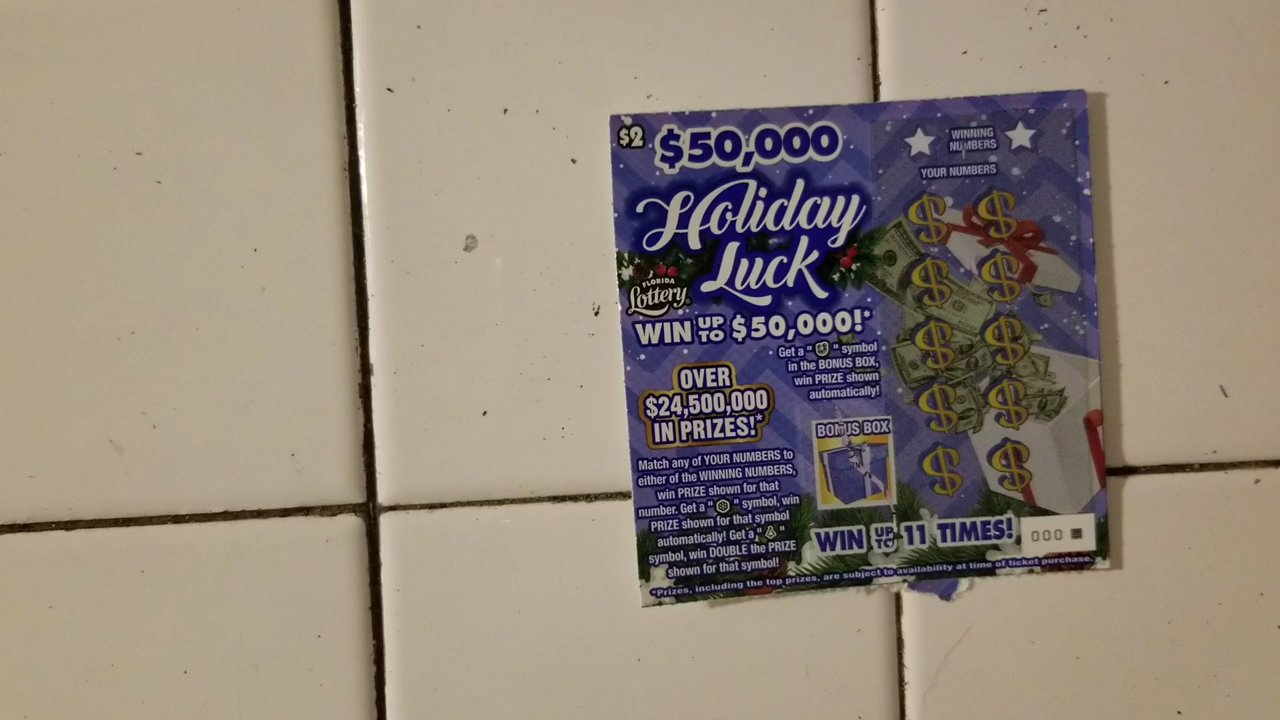 $2
$50,000
Holiday
Luck
FLORIDA
Lottery
WIN UP TO $50,000!*
Get a " " symbol
in the BONUS BOX,
win PRIZE shown
automatically!
OVER
$24,500,000
IN PRIZES!*
BONUS BOX
Match any of YOUR NUMBERS to
either of the WINNING NUMBERS,
win PRIZE shown for that
number. Get a " " symbol, win
PRIZE shown for that symbol
automatically! Get a " "
symbol, win DOUBLE the PRIZE
shown for that symbol!
WINNING
NUMBERS
YOUR NUMBERS
$ $
$ $
$ $
$ $
$ $
WIN UP TO 11 TIMES!
000
*Prizes, including the top prizes, are subject to availability at time of ticket purchase.